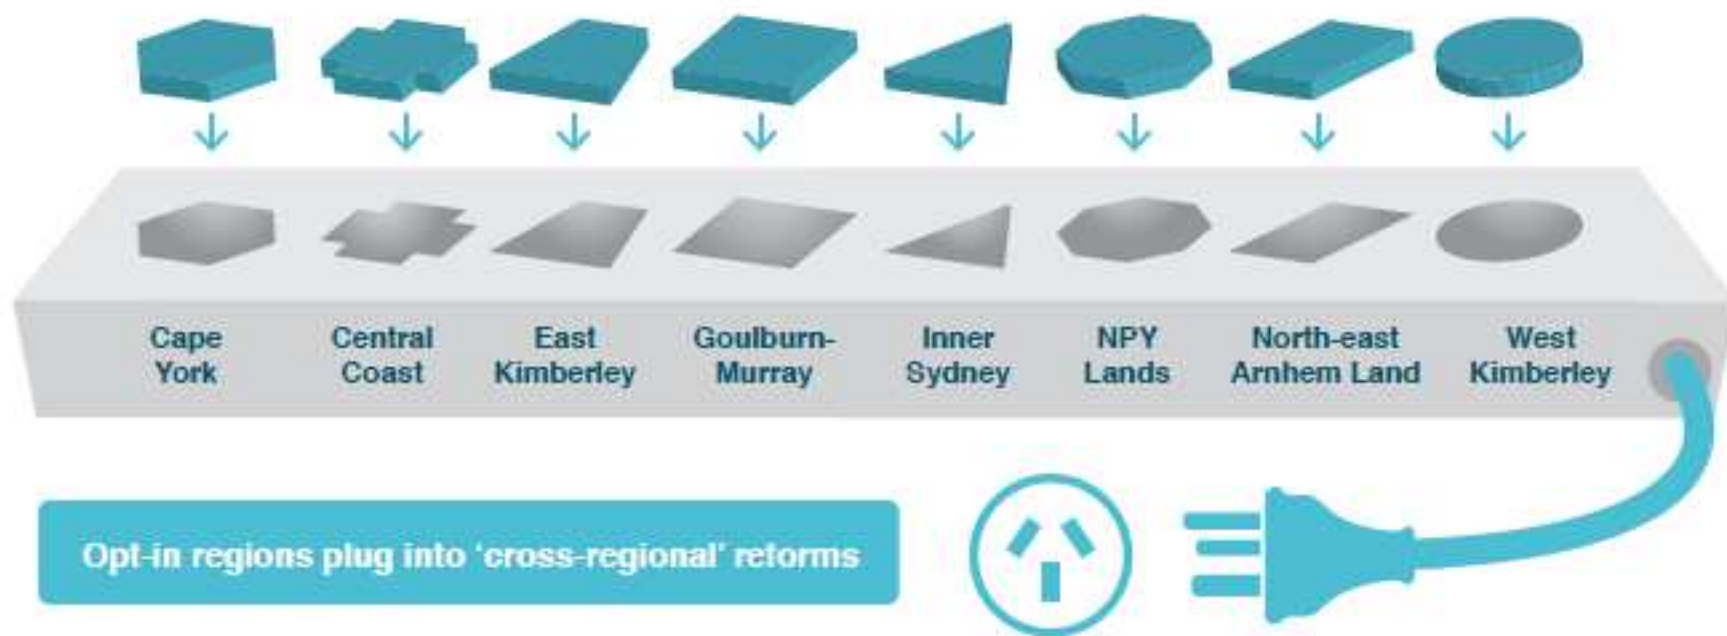 Cape
York
Central
Coast
East
Kimberley
Goulburn-
Murray
Inner
Sydney
NPY
Lands
North-east
Arnhem Land
West
Kimberley
Opt-in regions plug into ‘cross-regional’ reforms